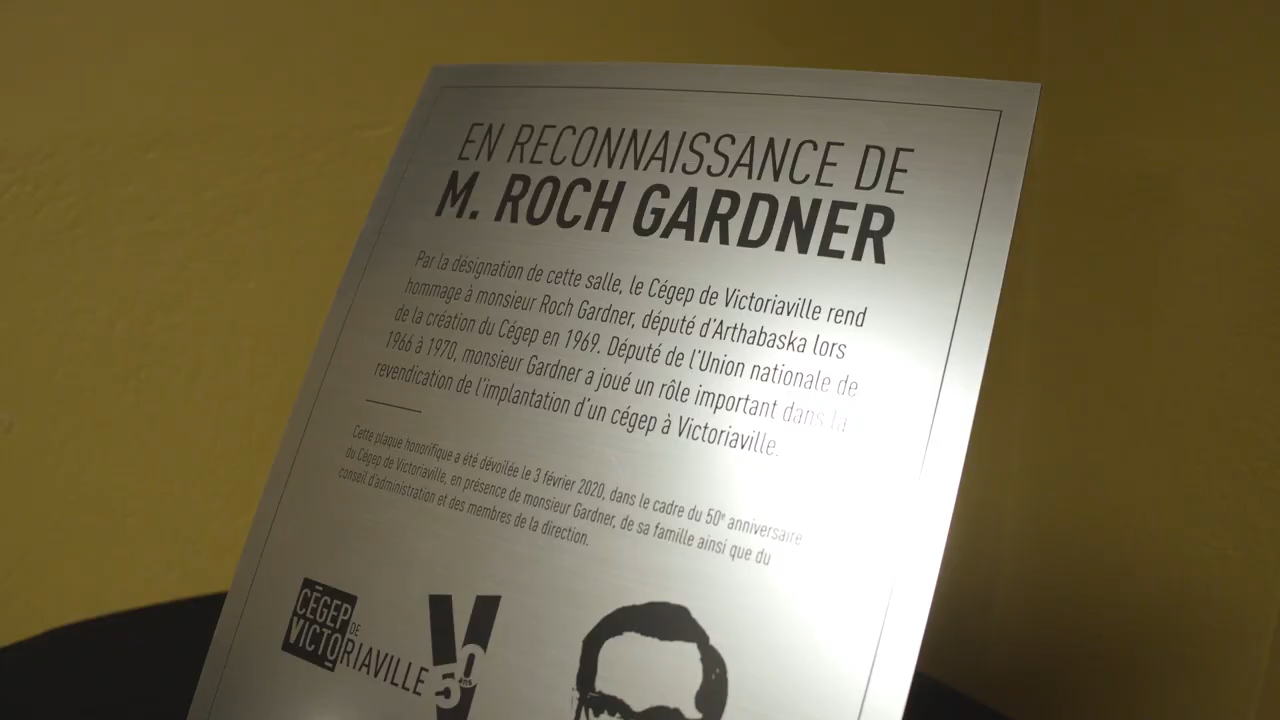 EN RECONNAISSANCE DE
M. ROCH GARDNER
Par la désignation de cette salle, le Cégep de Victoriaville rend
hommage à monsieur Roch Gardner, député d'Arthabaska lors
de la création du Cégep en 1969. Député de l'Union nationale de
1966 à 1970, monsieur Gardner a joué un rôle important dans la
revendication de l'implantation d'un cégep à Victoriaville.
Cette plaque honorifique a été dévoilée le 3 février 2020, dans le cadre du 50e anniversaire
du Cégep de Victoriaville, en présence de monsieur Gardner, de sa famille ainsi que du
conseil d'administration et des membres de la direction.
CÉGEP
DE
VICTORIAVILLE
V
50
ans